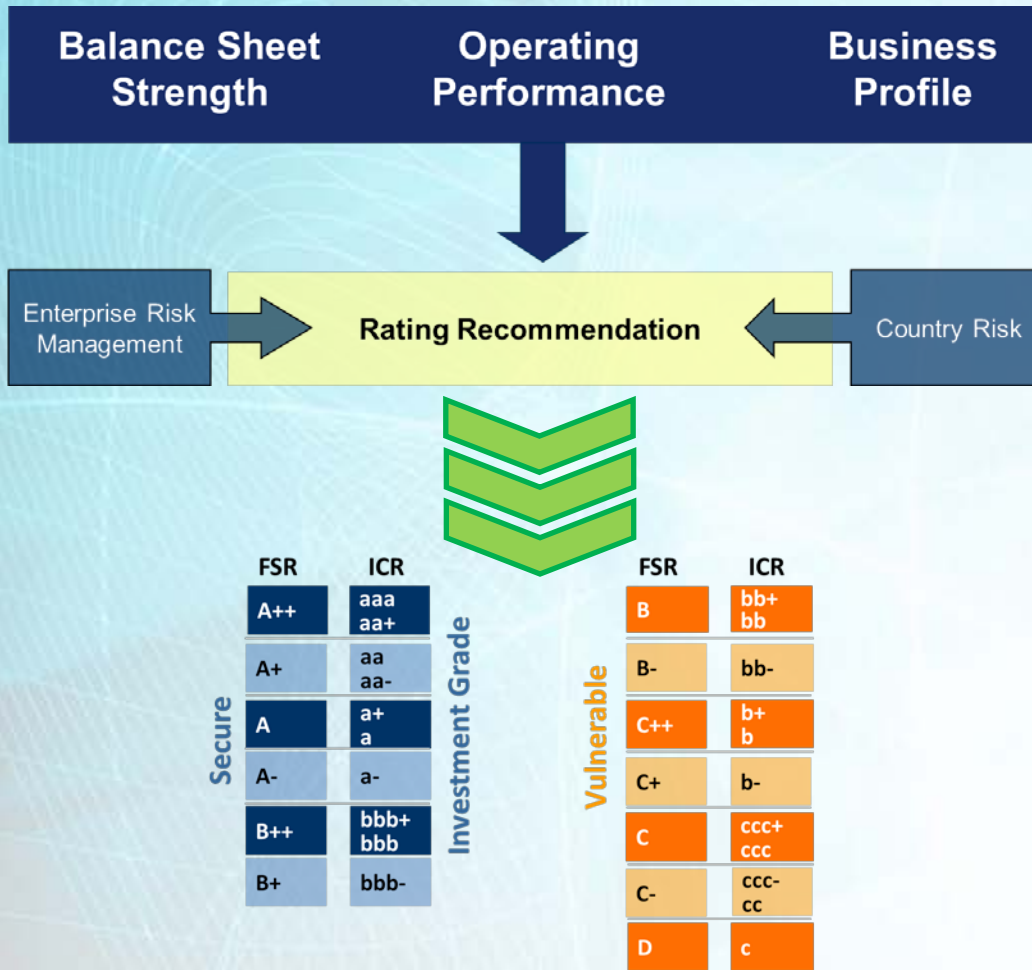 Balance Sheet
Strength
Operating
Performance
Business
Profile
Enterprise Risk
Management
Rating Recommendation
Country Risk
FSR ICR
Secure
Investment Grade
A++ aaa
aa+
A+ aa
aa-
A a+
a
A- a-
B++ bbb+
bbb
B+ bbb-
FSR ICR
Vulnerable
B bb+
bb
B- bb-
C++ b+
b
C+ b-
C ccc+
ccc
C- ccc-
cc
D c